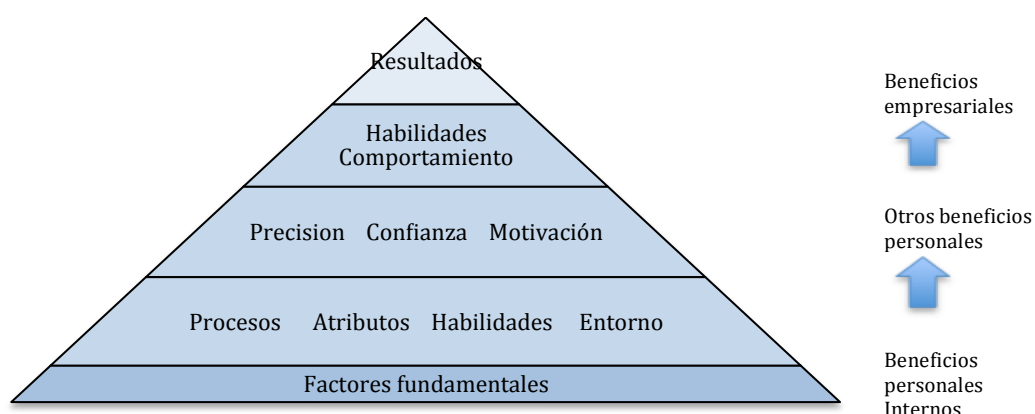 Resultados
Habilidades
Comportamiento
Precision Confianza Motivación
Procesos Atributos Habilidades Entorno
Factores fundamentales
Beneficios
empresariales
Otros beneficios
personales
Beneficios
personales
Internos